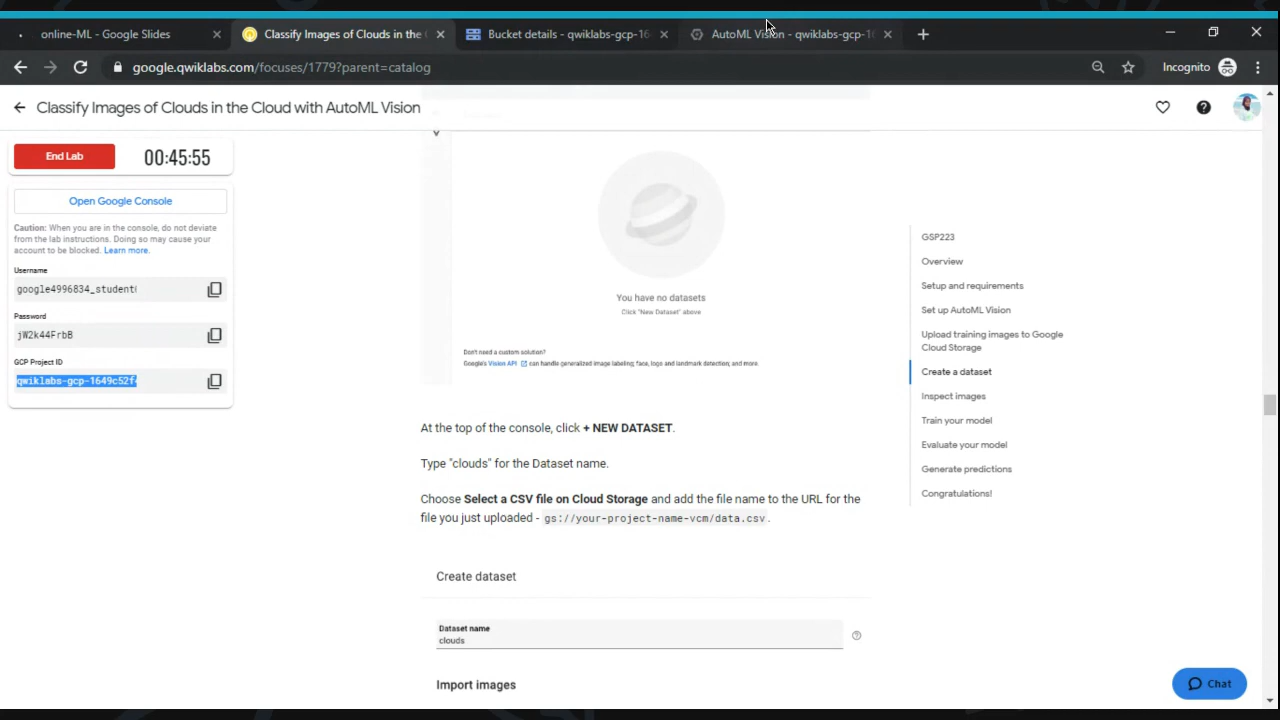 online-ML - Google Slides
Classify Images of Clouds in the
Bucket details - qwiklabs-gcp-16
AutoML Vision - qwiklabs-gcp-1
google.qwiklabs.com/focuses/1779?parent=catalog
Incognito
Classify Images of Clouds in the Cloud with AutoML Vision
End Lab
00:45:55
Open Google Console
Caution: When you are in the console, do not deviate
from the lab instructions. Doing so may cause your
account to be blocked. Learn more.
Username
google4996834_student
Password
jW2k44FrbB
GCP Project ID
qwiklabs-gcp-1649c52f
You have no datasets
Click "New Dataset" above
Don't need a custom solution?
Google's Vision API can handle generalized image labeling; face, logo and landmark detection; and more.
At the top of the console, click + NEW DATASET.
Type "clouds" for the Dataset name.
Choose Select a CSV file on Cloud Storage and add the file name to the URL for the
file you just uploaded - gs://your-project-name-vcm/data.csv.
Create dataset
Dataset name
clouds
Import images
GSP223
Overview
Setup and requirements
Set up AutoML Vision
Upload training images to Google
Cloud Storage
Create a dataset
Inspect images
Train your model
Evaluate your model
Generate predictions
Congratulations!
Chat